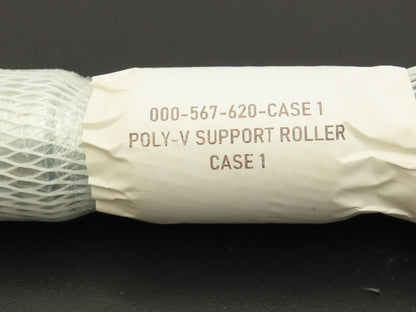 000-567-620-CASE 1
POLY-V SUPPORT ROLLER
CASE 1